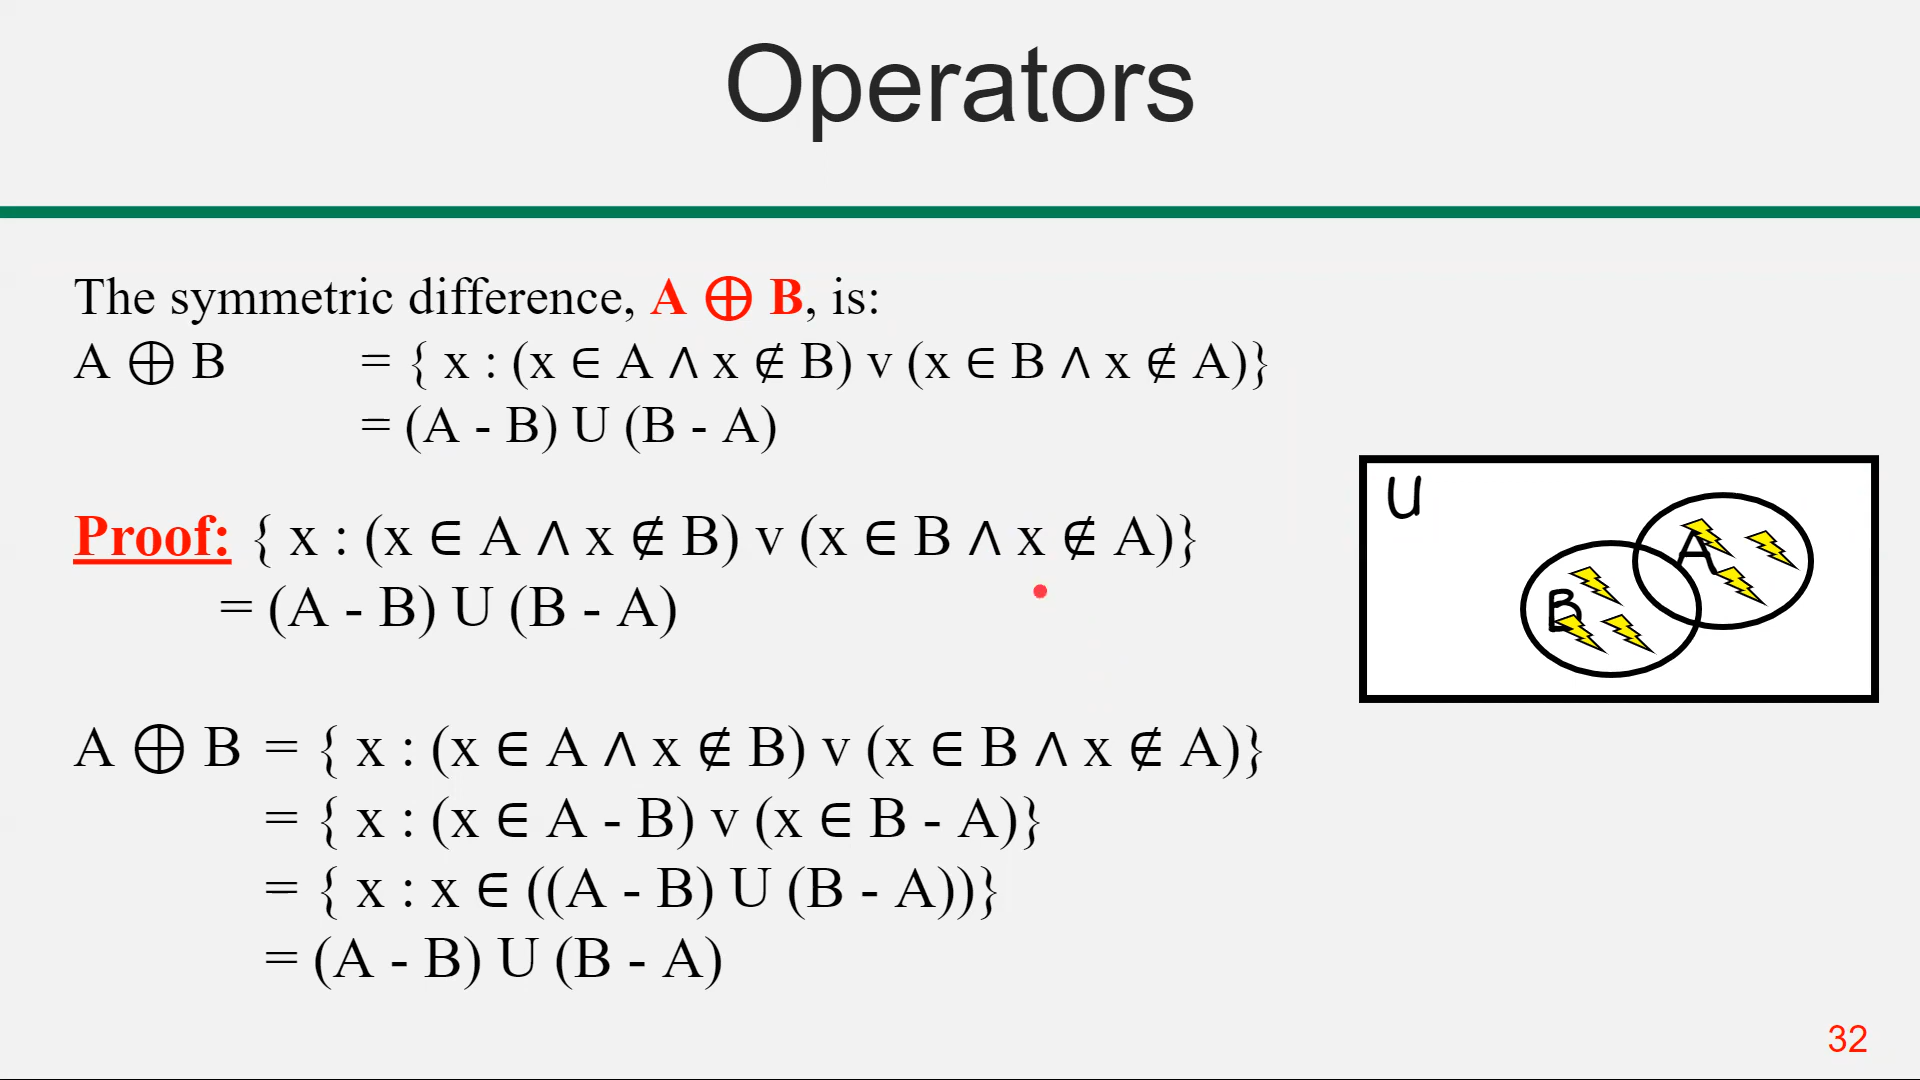 Operators
The symmetric difference, A ⊕ B, is:
A ⊕ B = { x : (x ∈ A ∧ x ∉ B) v (x ∈ B ∧ x ∉ A)}
= (A - B) U (B - A)
Proof: { x : (x ∈ A ∧ x ∉ B) v (x ∈ B ∧ x ∉ A)}
= (A - B) U (B - A)
U
A
B
A ⊕ B = { x : (x ∈ A ∧ x ∉ B) v (x ∈ B ∧ x ∉ A)}
= { x : (x ∈ A - B) v (x ∈ B - A)}
= { x : x ∈ ((A - B) U (B - A))}
= (A - B) U (B - A)
32